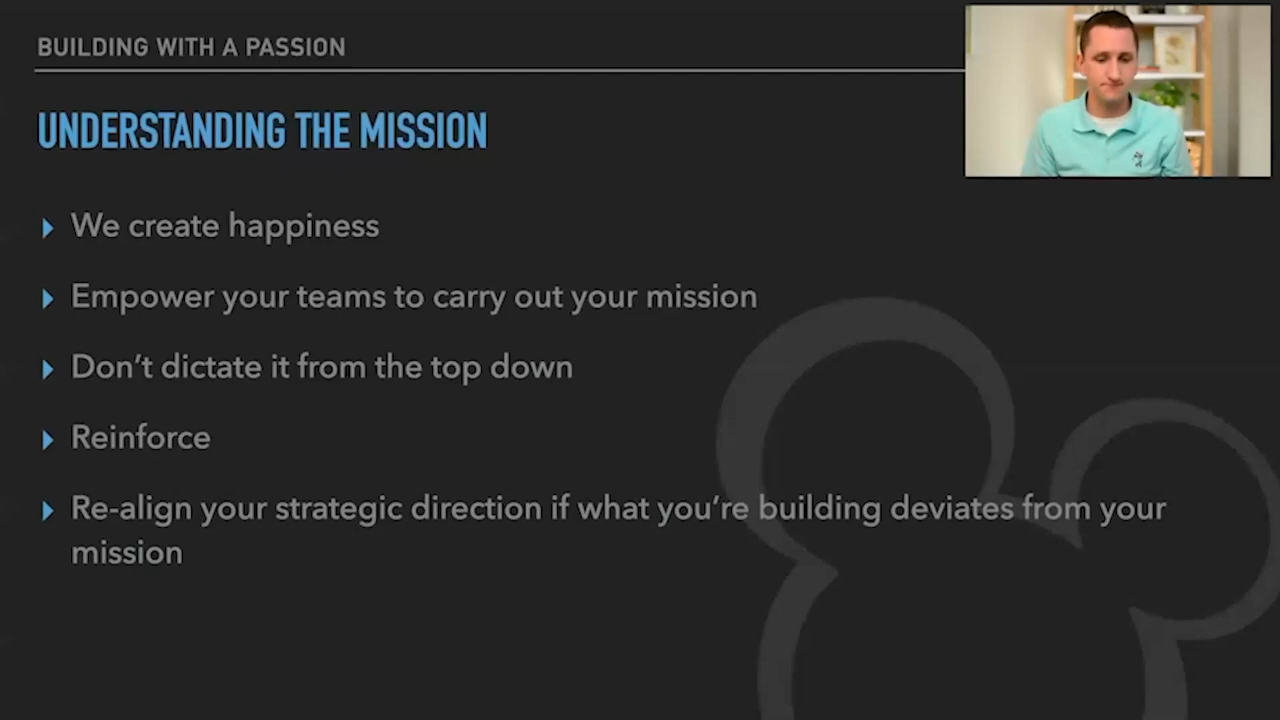 BUILDING WITH A PASSION
UNDERSTANDING THE MISSION
We create happiness
Empower your teams to carry out your mission
Don’t dictate it from the top down
Reinforce
Re-align your strategic direction if what you’re building deviates from your
mission